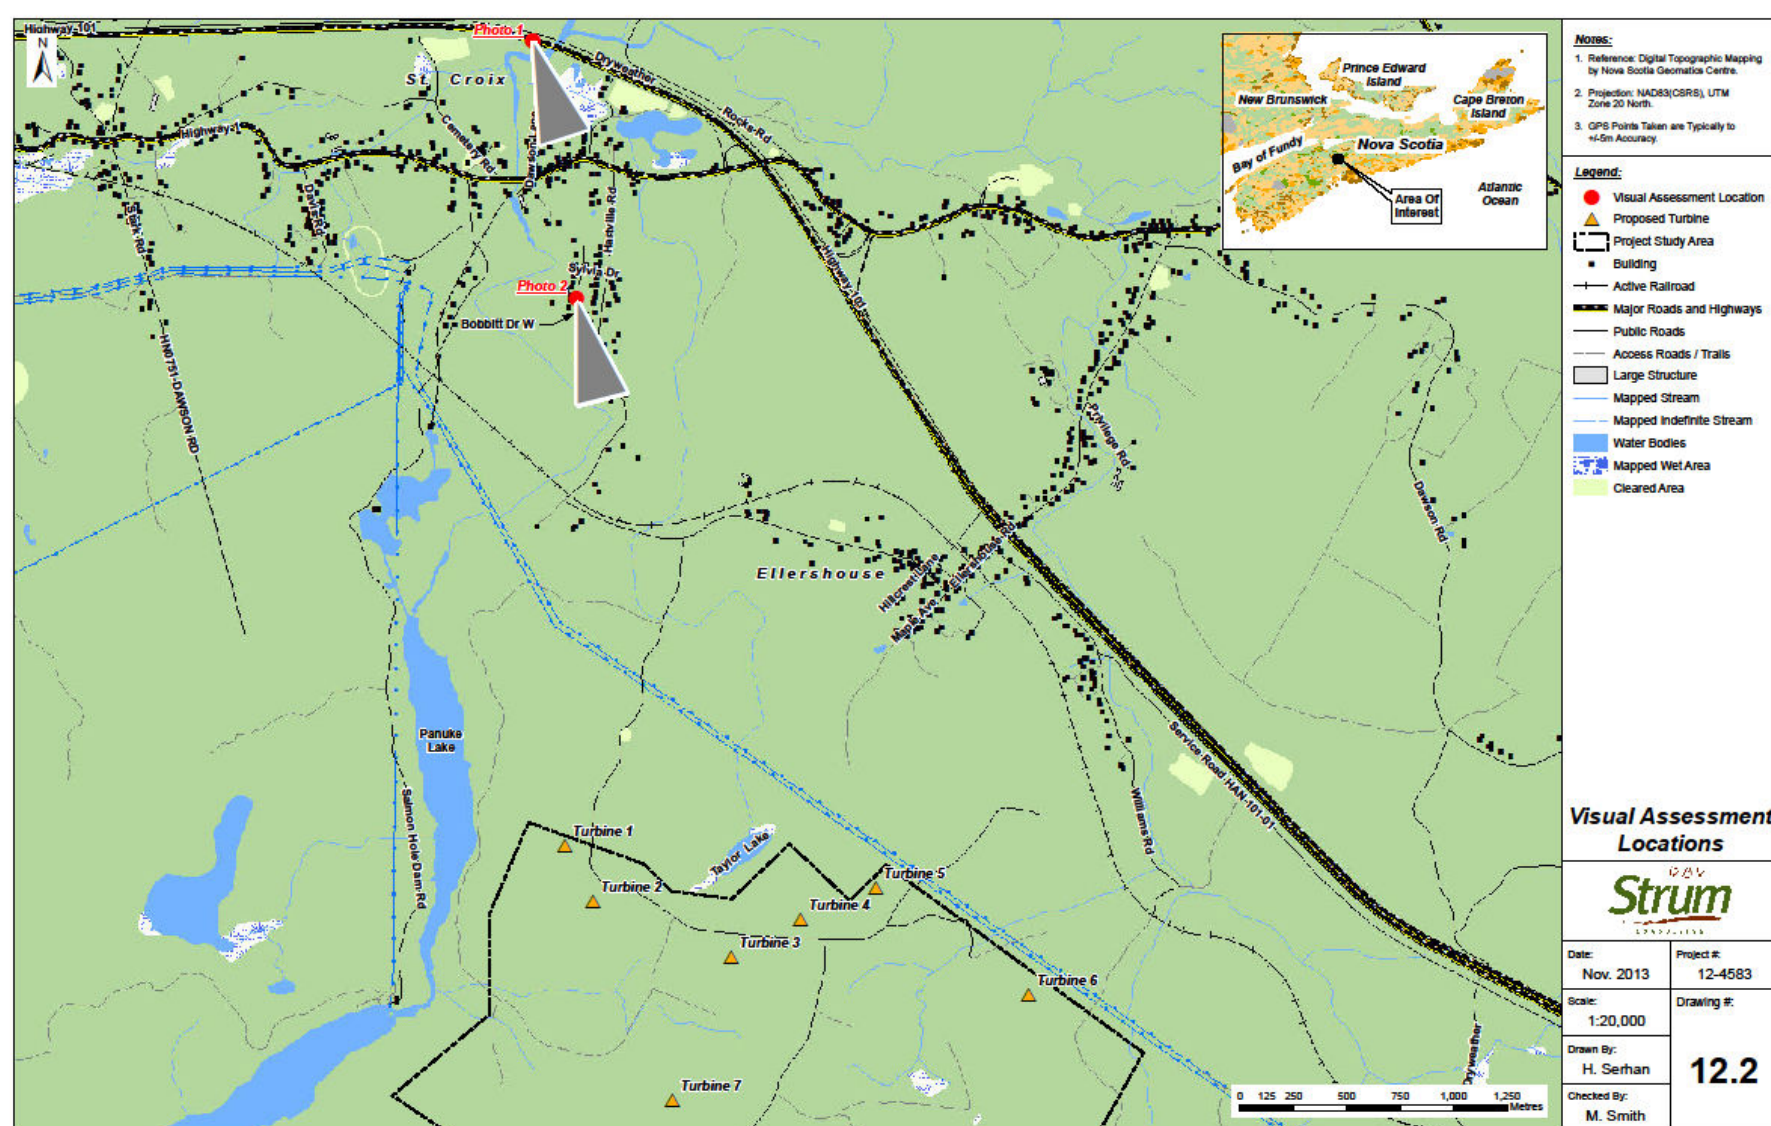 Highway 101
N
Photo 1
St. Croix
Dryweather
Rocks Rd
Highway 1
Cemetery Rd
Stark Rd
Davis Rd
Hartville Rd
Sylvia Dr
Photo 2
Bobbitt Dr W
Highway 101
HN0751-DAWSON RD
Privilege Rd
Dawson Rd
Ellershouse
Hillcrest Lane
Maple Ave
Ellershouse Rd
Panuke
Lake
Salmon Hole Dam Rd
Service Road HAN-101-01
Williams Rd
Taylor Lake
Turbine 1
Turbine 2
Turbine 3
Turbine 4
Turbine 5
Turbine 6
Turbine 7
Dryweather
0 125 250 500 750 1,000 1,250
Metres
Prince Edward
Island
New Brunswick
Cape Breton
Island
Nova Scotia
Bay of Fundy
Area Of
Interest
Atlantic
Ocean
Notes:
1. Reference: Digital Topographic Mapping
by Nova Scotia Geomatics Centre.
2. Projection: NAD83(CSRS), UTM
Zone 20 North.
3. GPS Points Taken are Typically to
+/-5m Accuracy.
Legend:
Visual Assessment Location
Proposed Turbine
Project Study Area
Building
Active Railroad
Major Roads and Highways
Public Roads
Access Roads / Trails
Large Structure
Mapped Stream
Mapped Indefinite Stream
Water Bodies
Mapped Wet Area
Cleared Area
Visual Assessment
Locations
Strum
CONSULTING
Date:
Nov. 2013
Project #:
12-4583
Scale:
1:20,000
Drawing #:
12.2
Drawn By:
H. Serhan
Checked By:
M. Smith